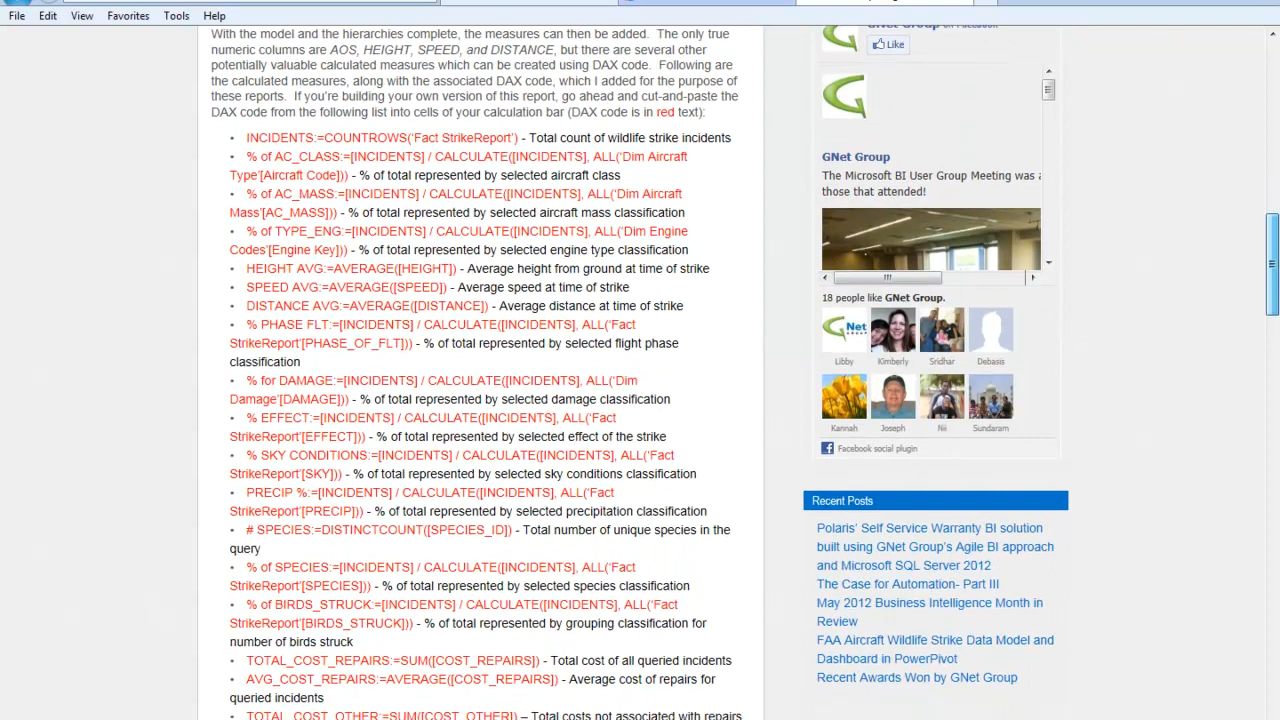 File Edit View Favorites Tools Help
With the model and the hierarchies complete, the measures can then be added. The only true
numeric columns are AOS, HEIGHT, SPEED, and DISTANCE, but there are several other
potentially valuable calculated measures which can be created using DAX code. Following are
the calculated measures, along with the associated DAX code, which I added for the purpose of
these reports. If you're building your own version of this report, go ahead and cut-and-paste the
DAX code from the following list into cells of your calculation bar (DAX code is in red text):
• INCIDENTS:=COUNTROWS('Fact StrikeReport') - Total count of wildlife strike incidents
• % of AC_CLASS:=[INCIDENTS] / CALCULATE([INCIDENTS], ALL('Dim Aircraft
Type'[Aircraft Code])) - % of total represented by selected aircraft class
• % of AC_MASS:=[INCIDENTS] / CALCULATE([INCIDENTS], ALL('Dim Aircraft
Mass'[AC_MASS])) - % of total represented by selected aircraft mass classification
• % of TYPE_ENG:=[INCIDENTS] / CALCULATE([INCIDENTS], ALL('Dim Engine
Codes'[Engine Key])) - % of total represented by selected engine type classification
• HEIGHT AVG:=AVERAGE([HEIGHT]) - Average height from ground at time of strike
• SPEED AVG:=AVERAGE([SPEED]) - Average speed at time of strike
• DISTANCE AVG:=AVERAGE([DISTANCE]) - Average distance at time of strike
• % PHASE FLT:=[INCIDENTS] / CALCULATE([INCIDENTS], ALL('Fact
StrikeReport'[PHASE_OF_FLT])) - % of total represented by selected flight phase
classification
• % for DAMAGE:=[INCIDENTS] / CALCULATE([INCIDENTS], ALL('Dim
Damage'[DAMAGE])) - % of total represented by selected damage classification
• % EFFECT:=[INCIDENTS] / CALCULATE([INCIDENTS], ALL('Fact
StrikeReport'[EFFECT])) - % of total represented by selected effect of the strike
• % SKY CONDITIONS:=[INCIDENTS] / CALCULATE([INCIDENTS], ALL('Fact
StrikeReport'[SKY])) - % of total represented by selected sky conditions classification
• PRECIP %:=[INCIDENTS] / CALCULATE([INCIDENTS], ALL('Fact
StrikeReport'[PRECIP])) - % of total represented by selected precipitation classification
• # SPECIES:=DISTINCTCOUNT([SPECIES_ID]) - Total number of unique species in the
query
• % of SPECIES:=[INCIDENTS] / CALCULATE([INCIDENTS], ALL('Fact
StrikeReport'[SPECIES])) - % of total represented by selected species classification
• % of BIRDS_STRUCK:=[INCIDENTS] / CALCULATE([INCIDENTS], ALL('Fact
StrikeReport'[BIRDS_STRUCK])) - % of total represented by grouping classification for
number of birds struck
• TOTAL_COST_REPAIRS:=SUM([COST_REPAIRS]) - Total cost of all queried incidents
• AVG_COST_REPAIRS:=AVERAGE([COST_REPAIRS]) - Average cost of repairs for
queried incidents
• TOTAL_COST_OTHER:=SUM([COST_OTHER]) – Total costs not associated with repairs
GNet Group on Facebook
Like
GNet Group
The Microsoft BI User Group Meeting was a
those that attended!
18 people like GNet Group.
GNet
GROUP
Libby Kimberly Sridhar Debasis
Kannah Joseph Nii Sundaram
Facebook social plugin
Recent Posts
Polaris' Self Service Warranty BI solution
built using GNet Group's Agile BI approach
and Microsoft SQL Server 2012
The Case for Automation- Part III
May 2012 Business Intelligence Month in
Review
FAA Aircraft Wildlife Strike Data Model and
Dashboard in PowerPivot
Recent Awards Won by GNet Group